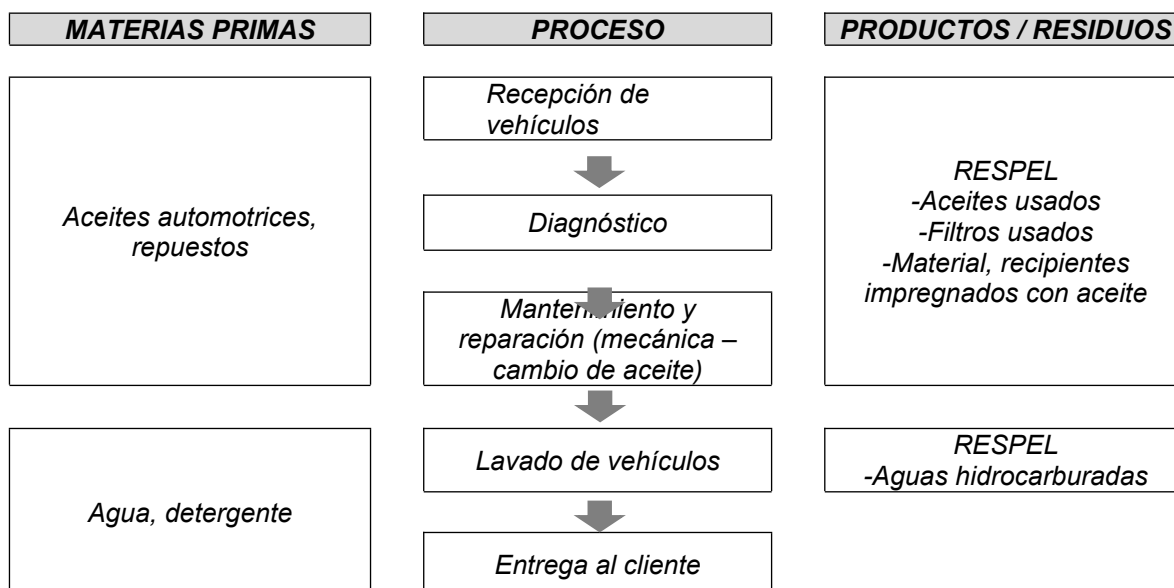 MATERIAS PRIMAS
PROCESO
PRODUCTOS / RESIDUOS
Aceites automotrices,
repuestos
Recepción de
vehículos
Diagnóstico
Mantenimiento y
reparación (mecánica –
cambio de aceite)
RESPEL
-Aceites usados
-Filtros usados
-Material, recipientes
impregnados con aceite
Agua, detergente
Lavado de vehículos
Entrega al cliente
RESPEL
-Aguas hidrocarburadas